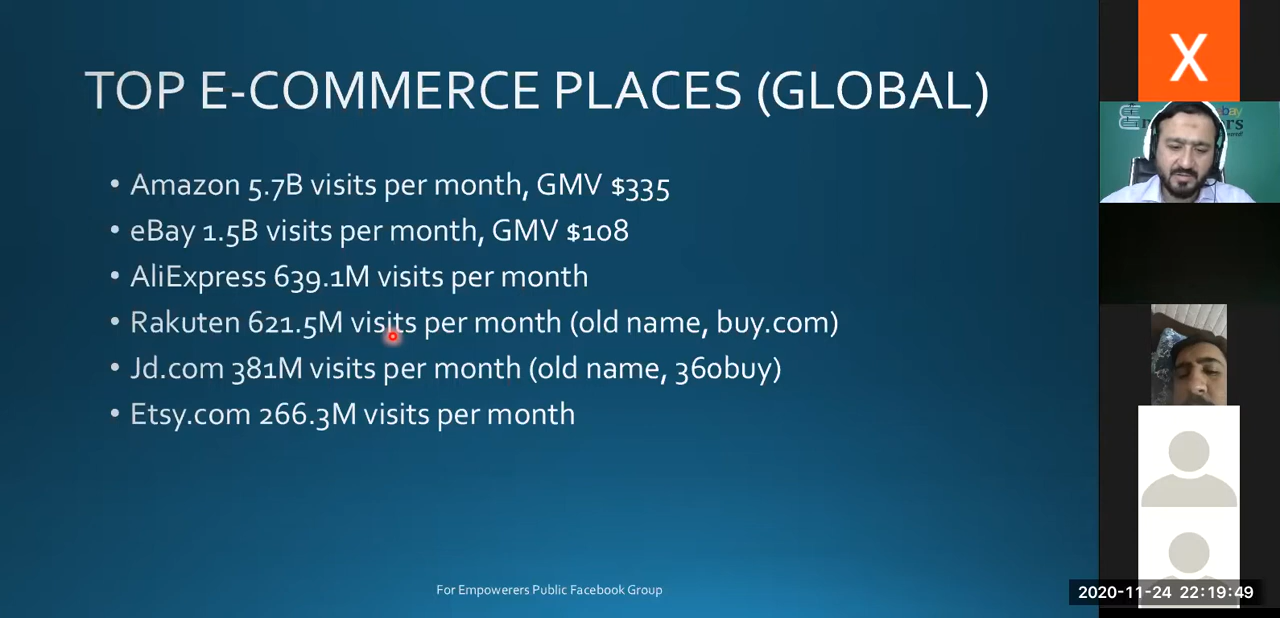 TOP E-COMMERCE PLACES (GLOBAL)
• Amazon 5.7B visits per month, GMV $335
• eBay 1.5B visits per month, GMV $108
• AliExpress 639.1M visits per month
• Rakuten 621.5M visits per month (old name, buy.com)
• Jd.com 381M visits per month (old name, 360buy)
• Etsy.com 266.3M visits per month
For Empowerers Public Facebook Group
X
ebay
2020-11-24 22:19:49